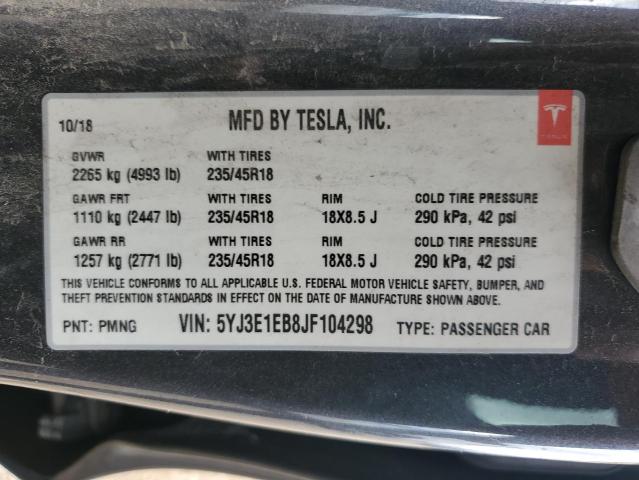 10/18 MFD BY TESLA, INC.
TESLA
GVWR WITH TIRES
2265 kg (4993 lb) 235/45R18
GAWR FRT WITH TIRES RIM COLD TIRE PRESSURE
1110 kg (2447 lb) 235/45R18 18X8.5 J 290 kPa, 42 psi
GAWR RR WITH TIRES RIM COLD TIRE PRESSURE
1257 kg (2771 lb) 235/45R18 18X8.5 J 290 kPa, 42 psi
THIS VEHICLE CONFORMS TO ALL APPLICABLE U.S. FEDERAL MOTOR VEHICLE SAFETY, BUMPER, AND
THEFT PREVENTION STANDARDS IN EFFECT ON THE DATE OF MANUFACTURE SHOWN ABOVE.
PNT: PMNG VIN: 5YJ3E1EB8JF104298 TYPE: PASSENGER CAR